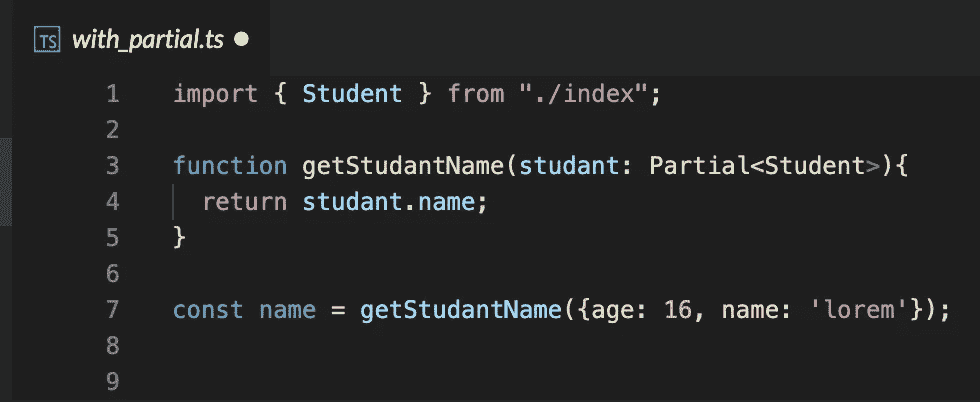 TS with_partial.ts
1 import { Student } from "./index";
2
3 function getStudantName(studant: Partial<Student>){
4 return studant.name;
5 }
6
7 const name = getStudantName({age: 16, name: 'lorem'});
8
9